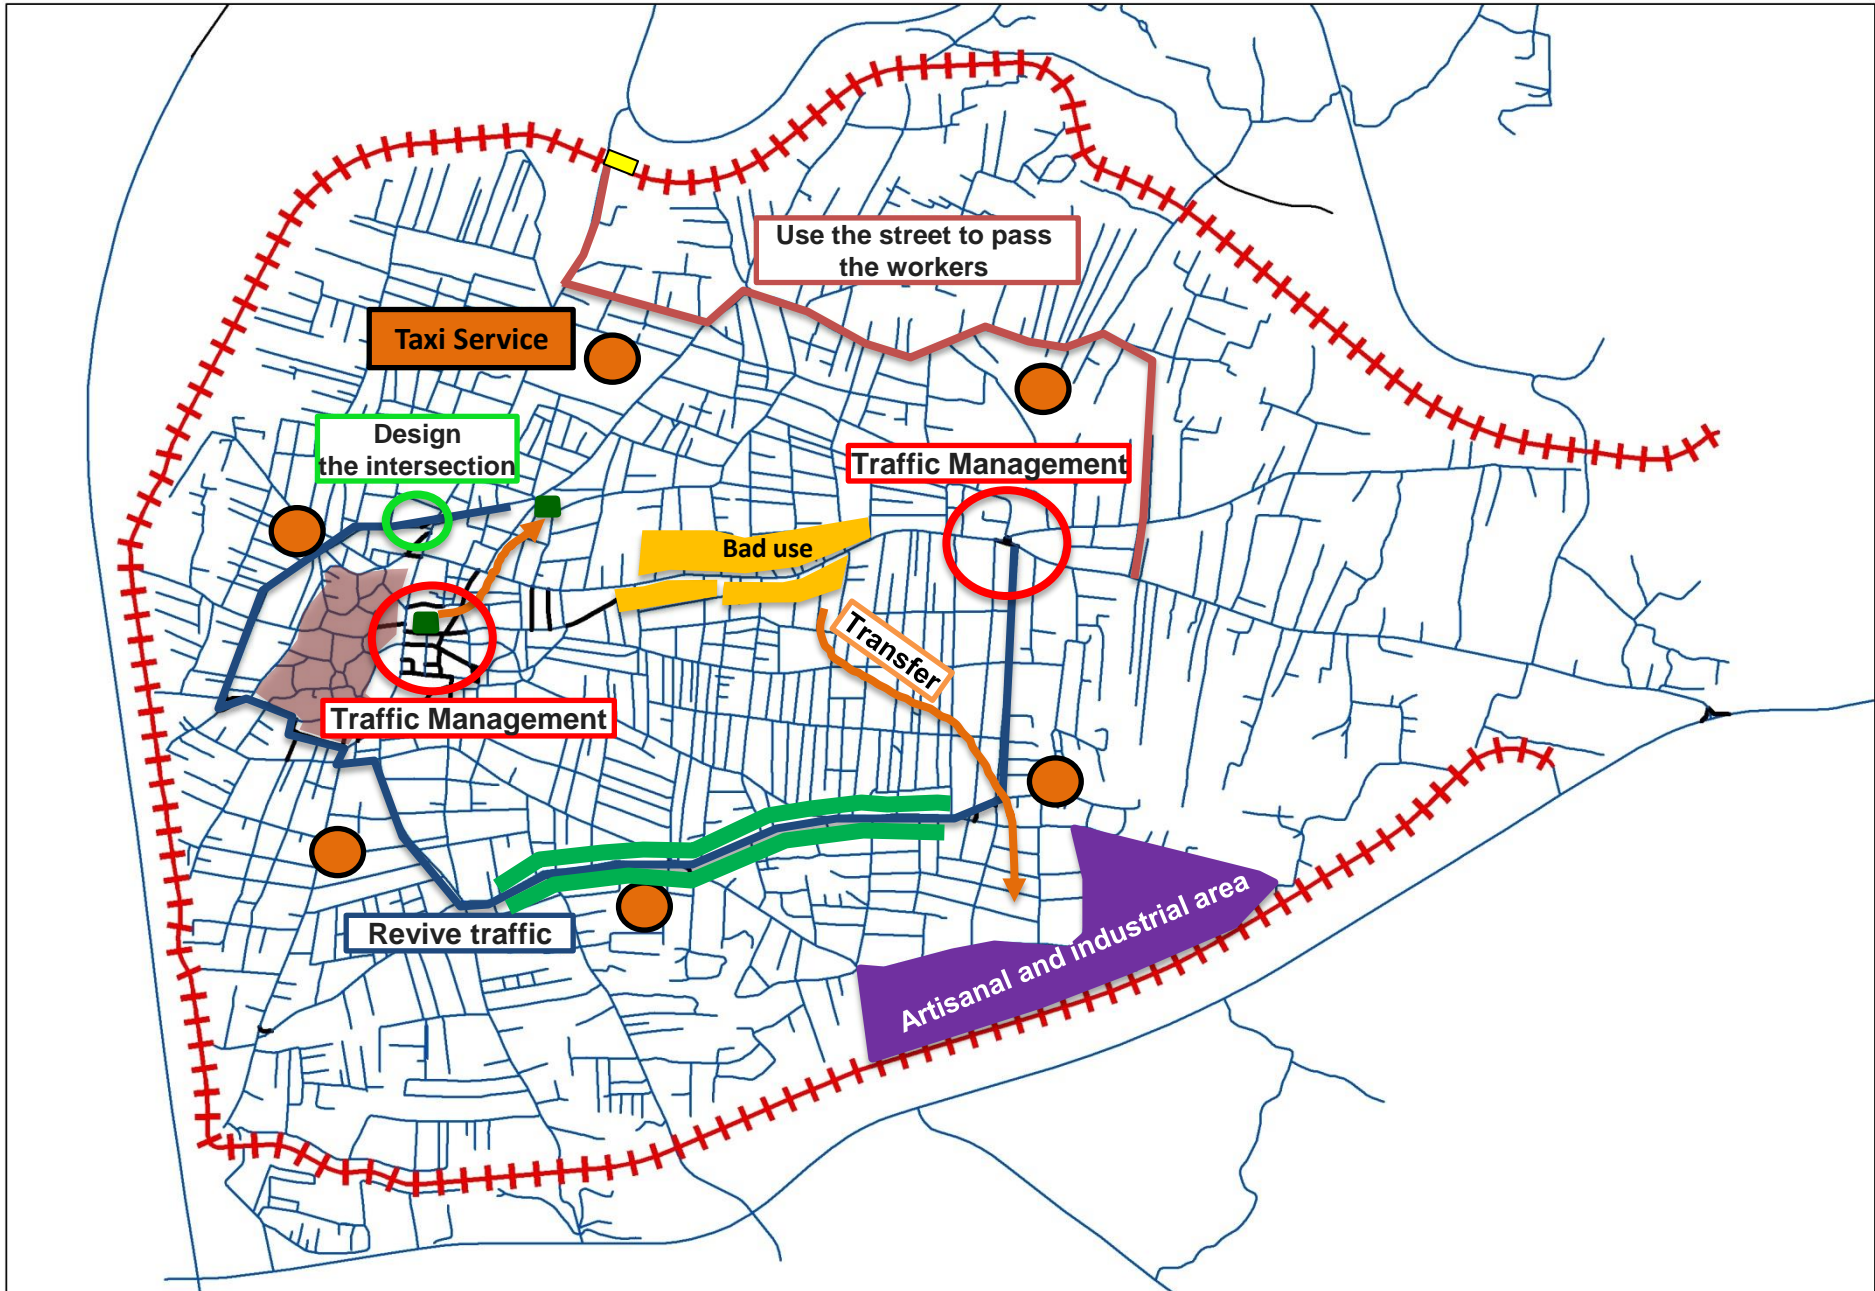 Use the street to pass
the workers
Taxi Service
Design
the intersection
Traffic Management
Bad use
Transfer
Traffic Management
Revive traffic
Artisanal and industrial area